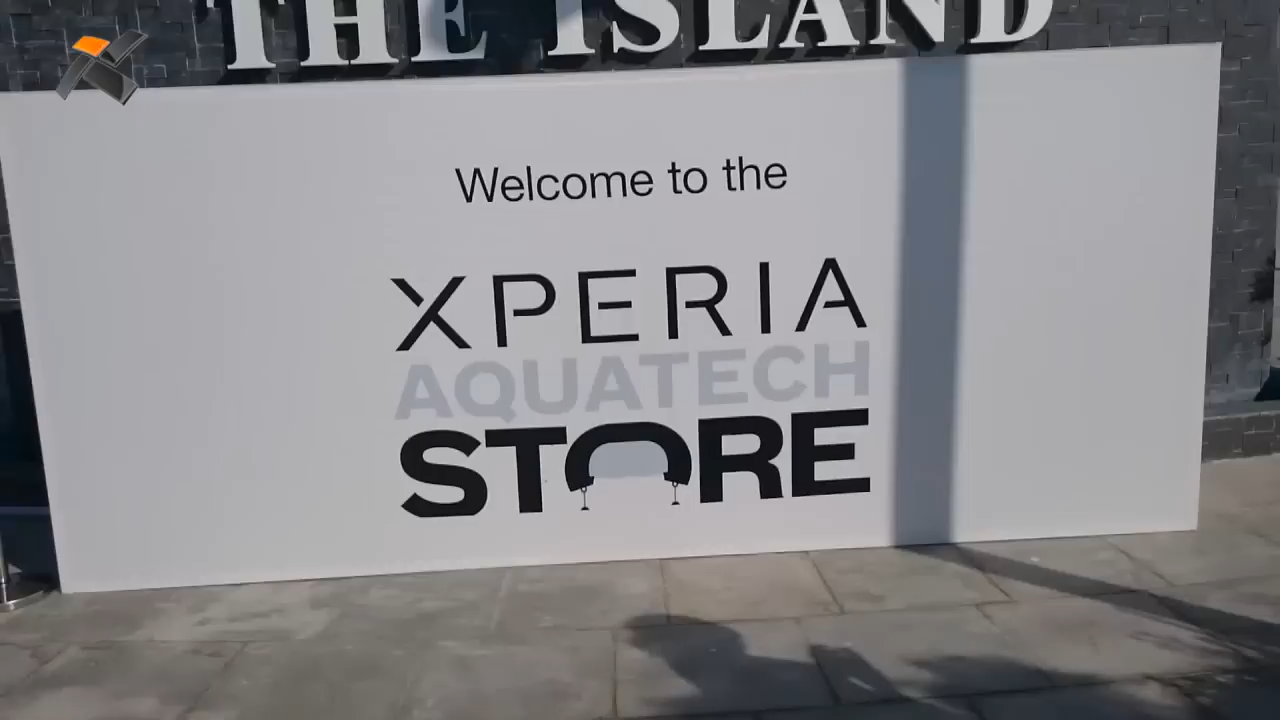 THE ISLAND
Welcome to the
XPERIA
AQUATECH
STORE